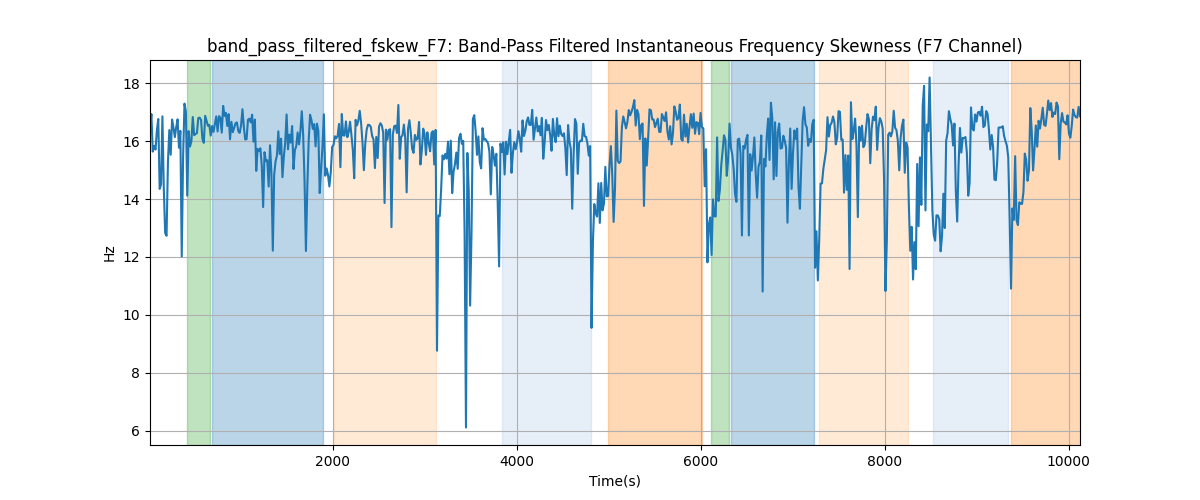 band_pass_filtered_fskew_F7: Band-Pass Filtered Instantaneous Frequency Skewness (F7 Channel)
18
16
14
12
10
8
6
Hz
2000 4000 6000 8000 10000
Time(s)